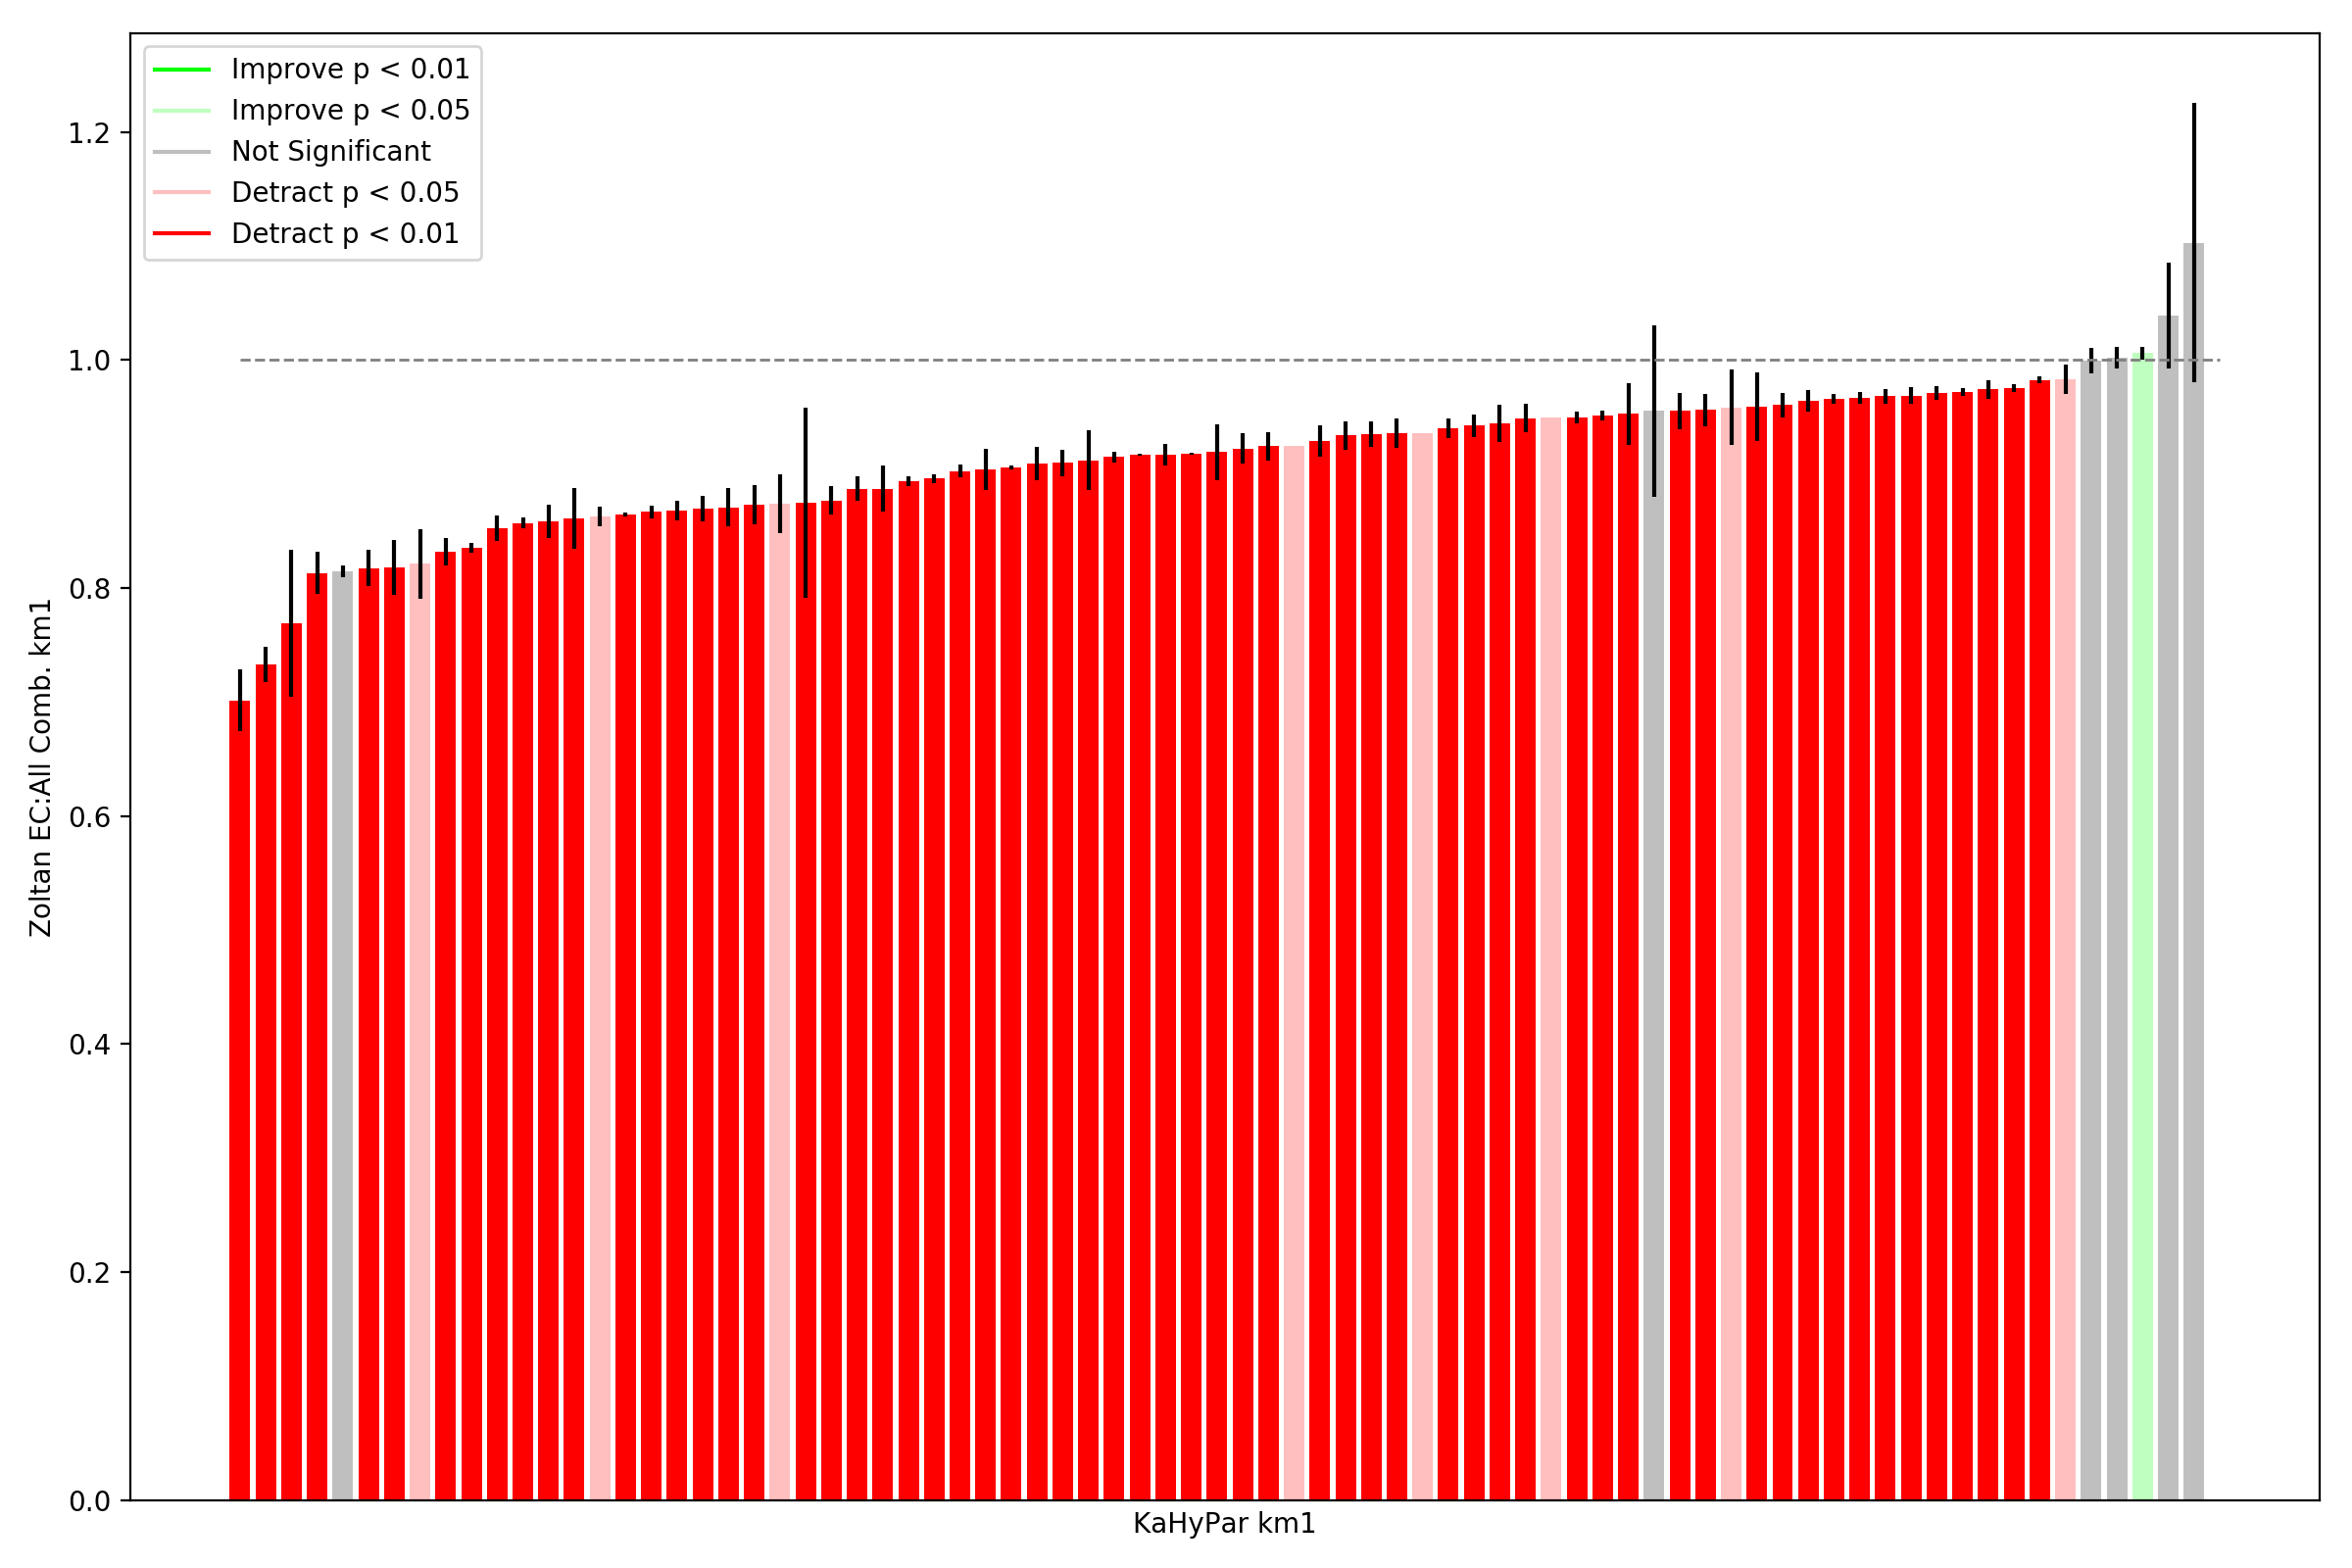 Improve p < 0.01
Improve p < 0.05
Not Significant
Detract p < 0.05
Detract p < 0.01
1.2
1.0
0.8
0.6
0.4
0.2
0.0
Zoltan EC:All Comb. km1
KaHyPar km1